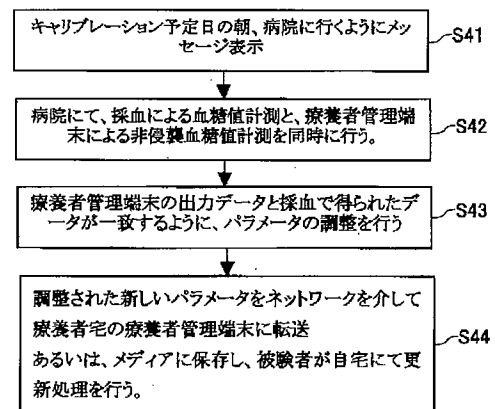 キャリブレーション予定日の朝、病院に行くようにメッ
セージ表示
S41
病院にて、採血による血糖値計測と、療養者管理端
末による非侵襲血糖値計測を同時に行う。
S42
療養者管理端末の出力データと採血で得られたデ
ータが一致するように、パラメータの調整を行う
S43
調整された新しいパラメータをネットワークを介して
療養者宅の療養者管理端末に転送
あるいは、メディアに保存し、被験者が自宅にて更
新処理を行う。
S44